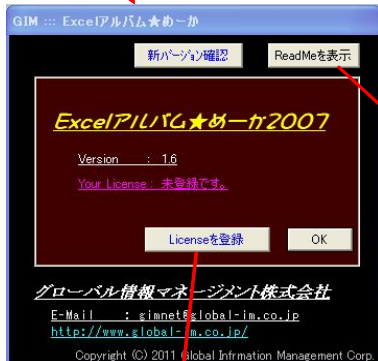 GIM ::: Excelアルバム★めーか
新バージョン確認 ReadMeを表示
Excelアルバム★めーか2007
Version : 1.6
Your License : 未登録です。
Licenseを登録 OK
グローバル情報マネージメント株式会社
E-Mail : gimnet@global-im.co.jp
http://www.global-im.co.jp/
Copyright (C) 2011 Global Infrmation Management Corp.